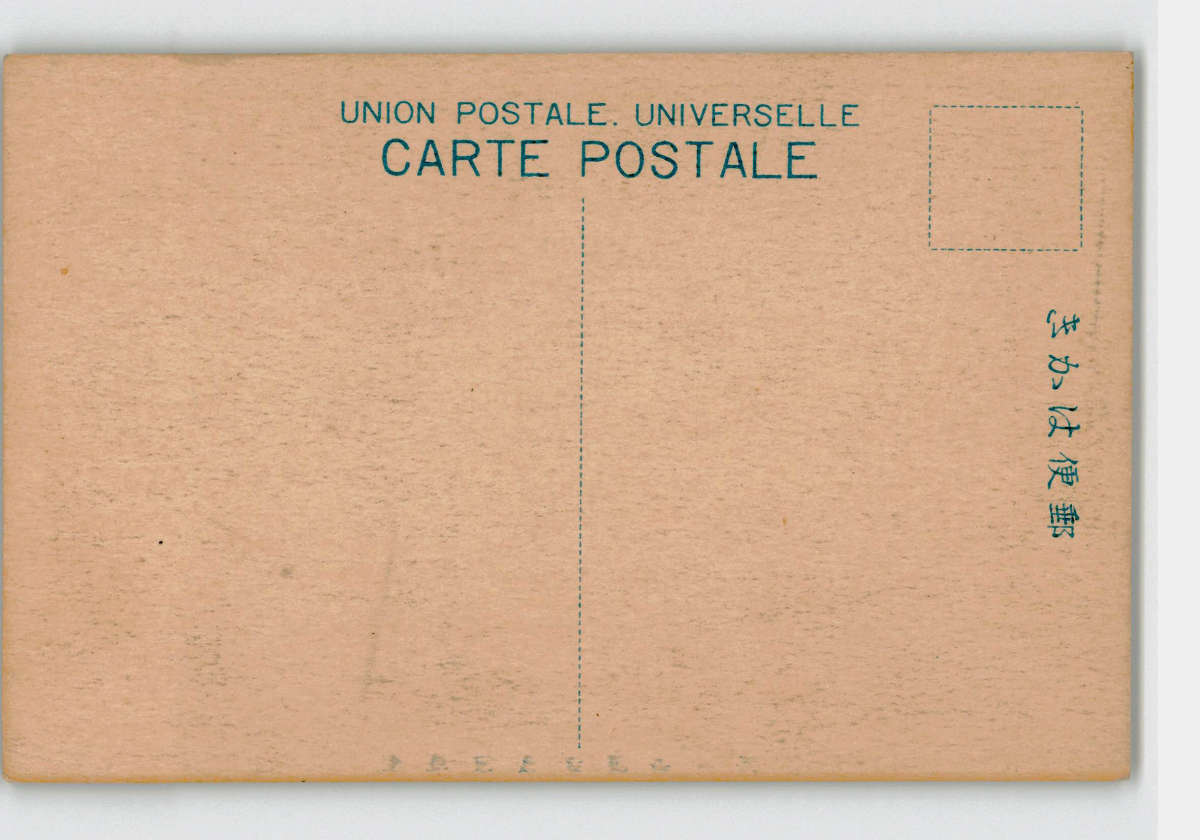 UNION POSTALE. UNIVERSELLE
CARTE POSTALE
郵便はかき